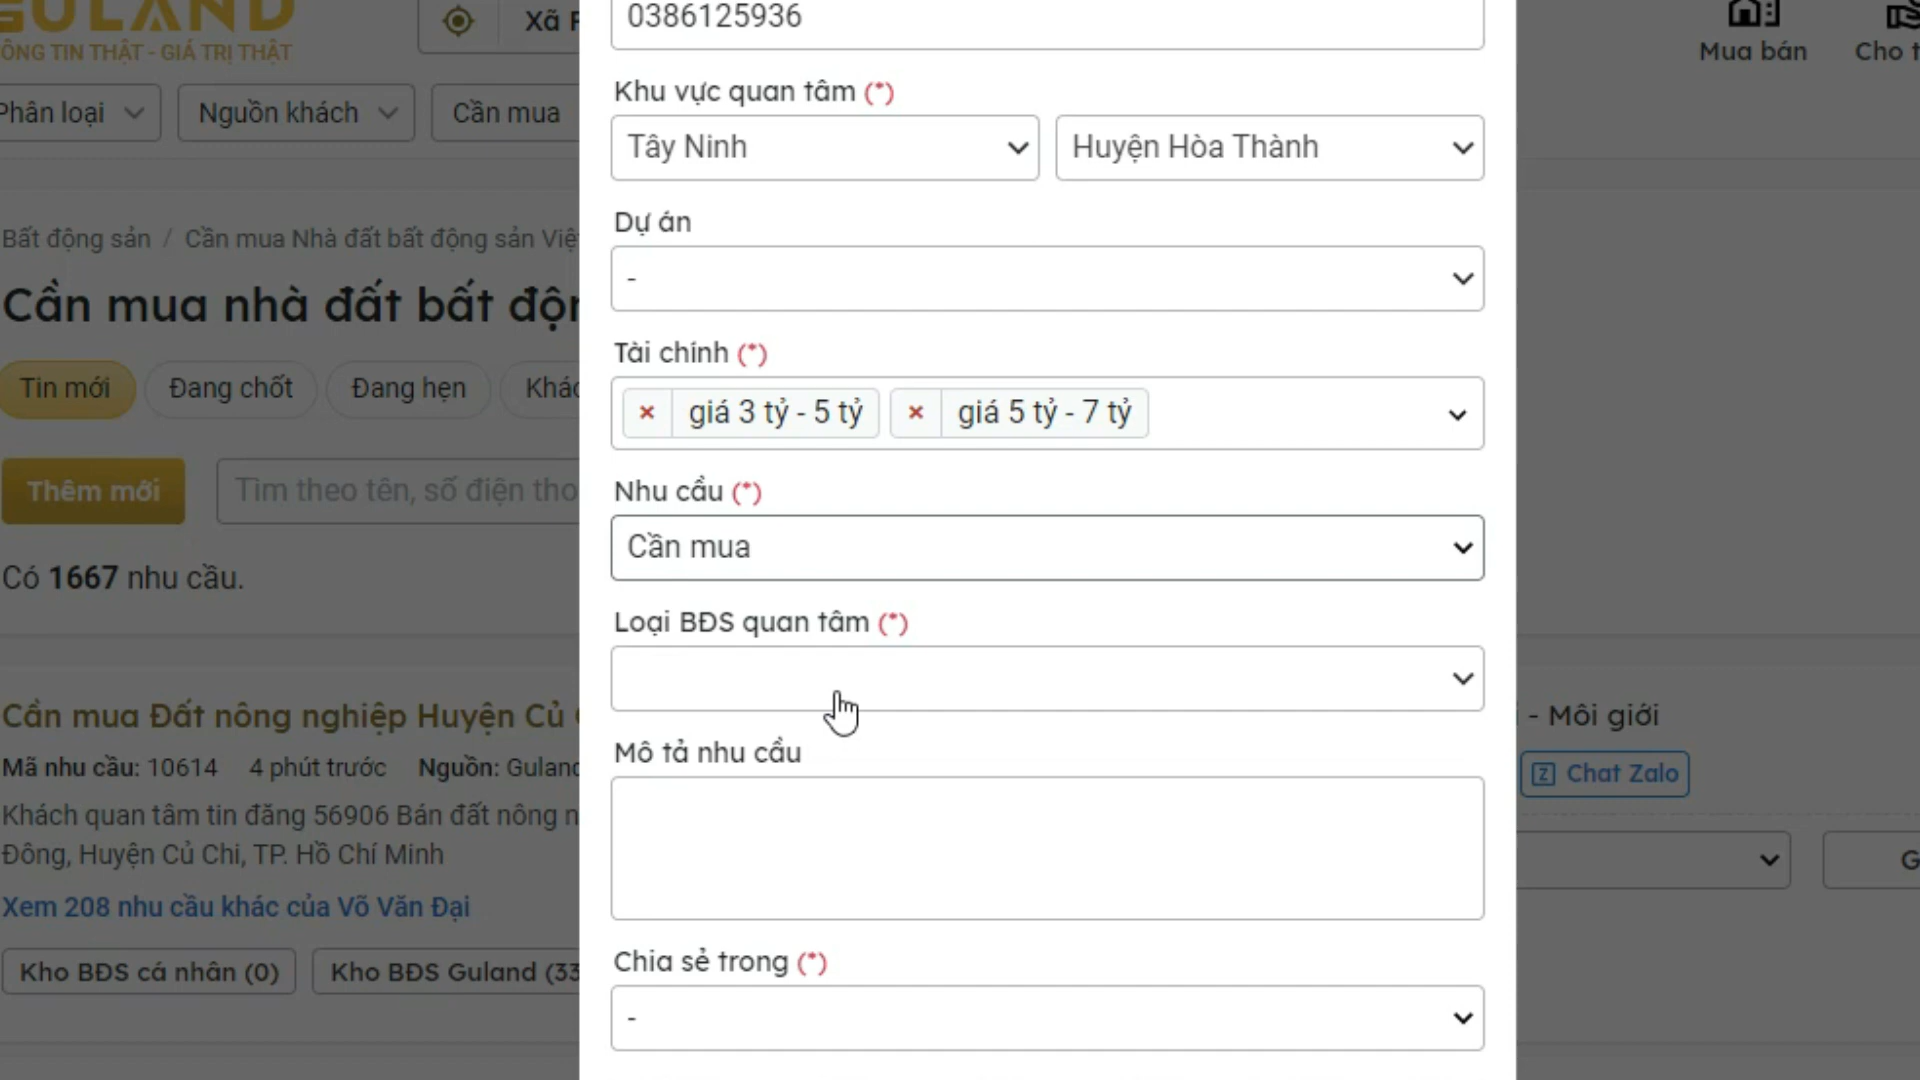 GULAND
ÔNG TIN THẬT - GIÁ TRỊ THẬT
Xã
Mua bán
Cho
Phân loại
Nguồn khách
Cần mua
Bất động sản / Cần mua Nhà đất bất động sản Việ
Cần mua nhà đất bất độn
Tin mới
Đang chốt
Đang hẹn
Khác
Thêm mới
Tìm theo tên, số điện tho
Có 1667 nhu cầu.
Cần mua Đất nông nghiệp Huyện Củ
Mã nhu cầu: 10614 4 phút trước Nguồn: Guland
Khách quan tâm tin đăng 56906 Bán đất nông n
Đông, Huyện Củ Chi, TP. Hồ Chí Minh
Xem 208 nhu cầu khác của Võ Văn Đại
Kho BĐS cá nhân (0)
Kho BĐS Guland (33
0386125936
Khu vực quan tâm (*)
Tây Ninh
Huyện Hòa Thành
Dự án
-
Tài chính (*)
× giá 3 tỷ - 5 tỷ
× giá 5 tỷ - 7 tỷ
Nhu cầu (*)
Cần mua
Loại BĐS quan tâm (*)
Mô tả nhu cầu
Chia sẻ trong (*)
-
- Môi giới
Chat Zalo
G